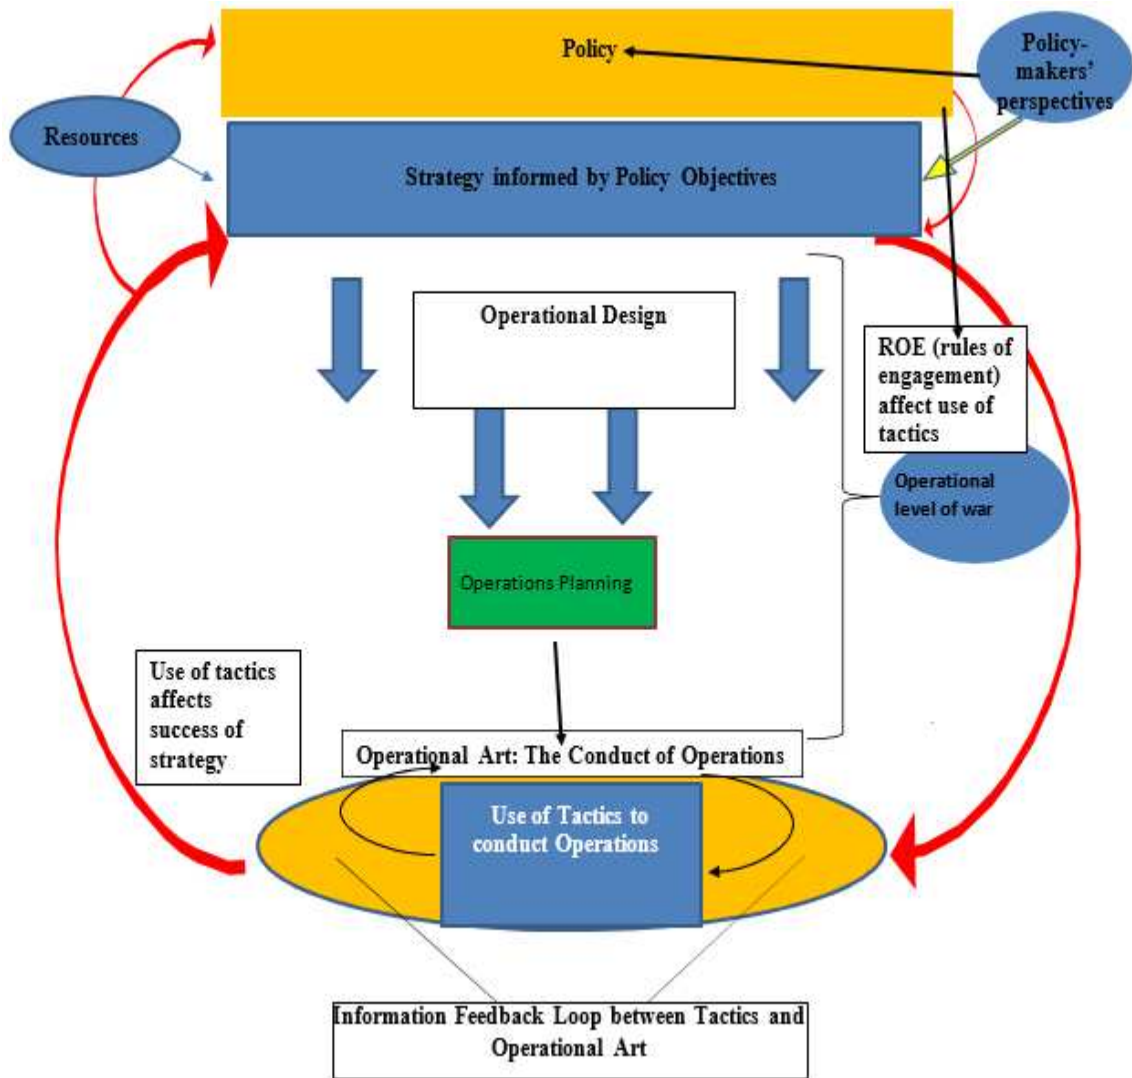 Policy
Policy-
makers'
perspectives
Resources
Strategy informed by Policy Objectives
Operational Design
ROE (rules of
engagement)
affect use of
tactics
Operational
level of war
Operations Planning
Use of tactics
affects
success of
strategy
Operational Art: The Conduct of Operations
Use of Tactics to
conduct Operations
Information Feedback Loop between Tactics and
Operational Art